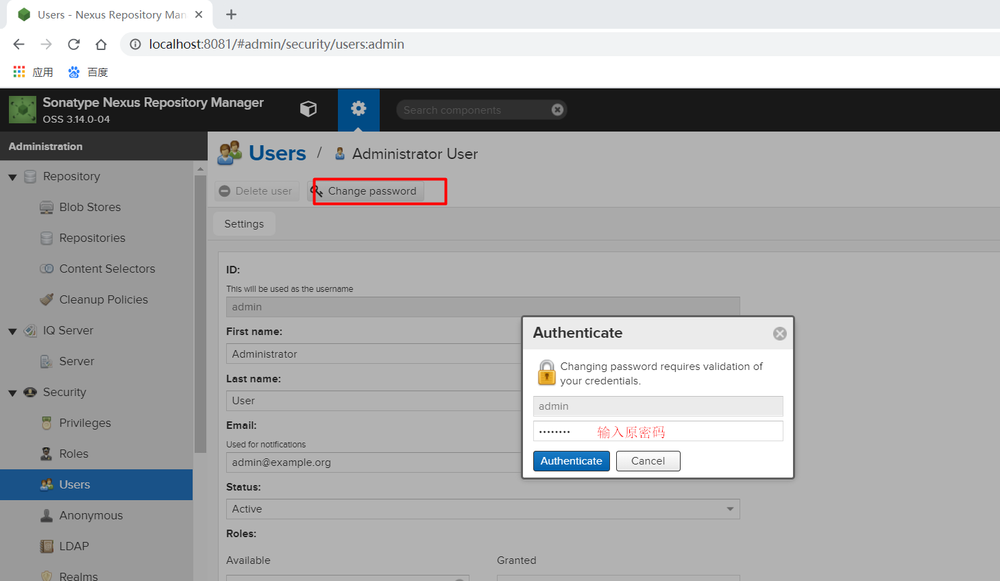 Users - Nexus Repository Man
localhost:8081/#admin/security/users:admin
应用
百度
Sonatype Nexus Repository Manager
OSS 3.14.0-04
Search components
Administration
Repository
Blob Stores
Repositories
Content Selectors
Cleanup Policies
IQ Server
Server
Security
Privileges
Roles
Users
Anonymous
LDAP
Realms
Users / Administrator User
Delete user
Change password
Settings
ID:
This will be used as the username
admin
First name:
Administrator
Last name:
User
Email:
Used for notifications
admin@example.org
Status:
Active
Roles:
Available
Granted
Authenticate
Changing password requires validation of
your credentials.
admin
•••••••• 输入原密码
Authenticate
Cancel